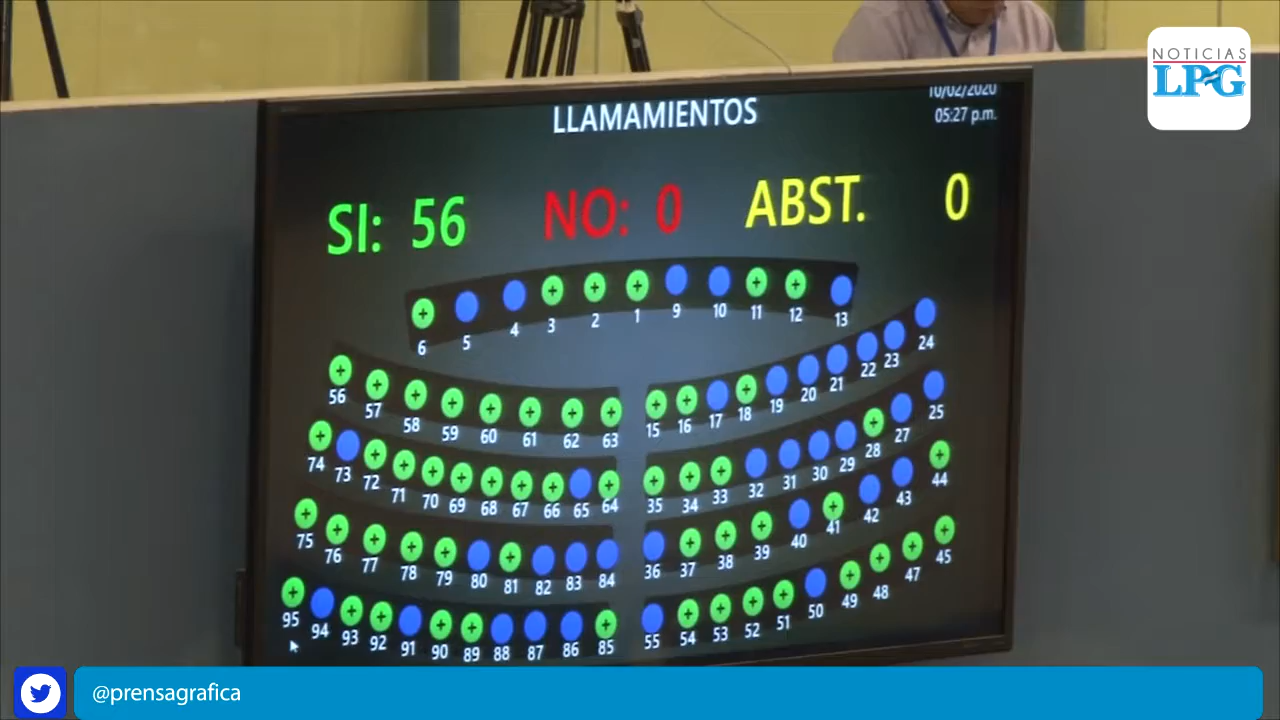 NOTICIAS
LPG
10/02/2020
LLAMAMIENTOS
05:27 p.m.
SI: 56 NO: 0 ABST. 0
6 5 4 3 2 1 9 10 11 12 13
56 57 58 59 60 61 62 63 15 16 17 18 19 20 21 22 23 24
74 73 72 71 70 69 68 67 66 65 64 35 34 33 32 31 30 29 28 27 25
75 76 77 78 79 80 81 82 83 84 36 37 38 39 40 41 42 43 44
95 94 93 92 91 90 89 88 87 86 85 55 54 53 52 51 50 49 48 47 45
@prensagrafica